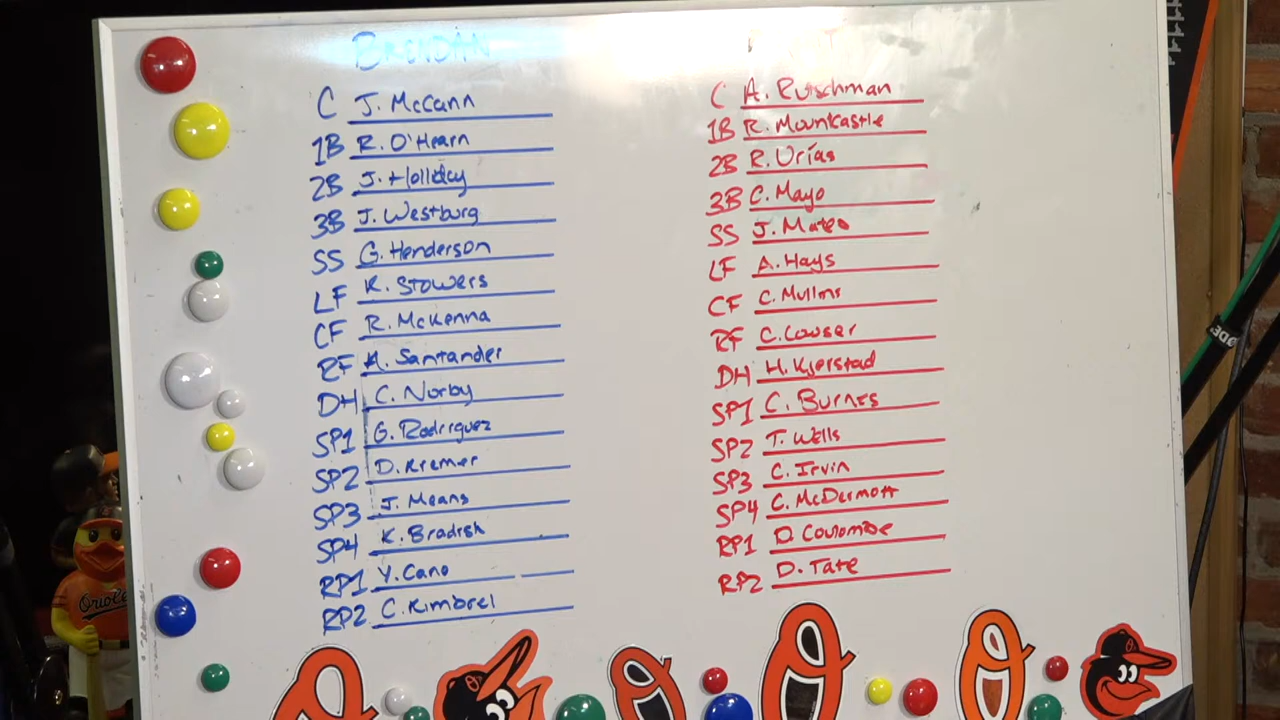 BRENDAN
C J. McCann
1B R. O'Hearn
2B J. Holliday
3B J. Westburg
SS G. Henderson
LF K. Stowers
CF R. McKenna
RF A. Santander
DH C. Norby
SP1 G. Rodriguez
SP2 D. Kremer
SP3 J. Means
SP4 K. Bradish
RP1 Y. Cano
RP2 C. Kimbrel
C A. Rutschman
1B R. Mountcastle
2B R. Urías
3B C. Mayo
SS J. Mateo
LF A. Hays
CF C. Mullins
RF C. Cowser
DH H. Kjerstad
SP1 C. Burnes
SP2 T. Wells
SP3 C. Irvin
SP4 C. McDermott
RP1 D. Coulombe
RP2 D. Tate
Orioles